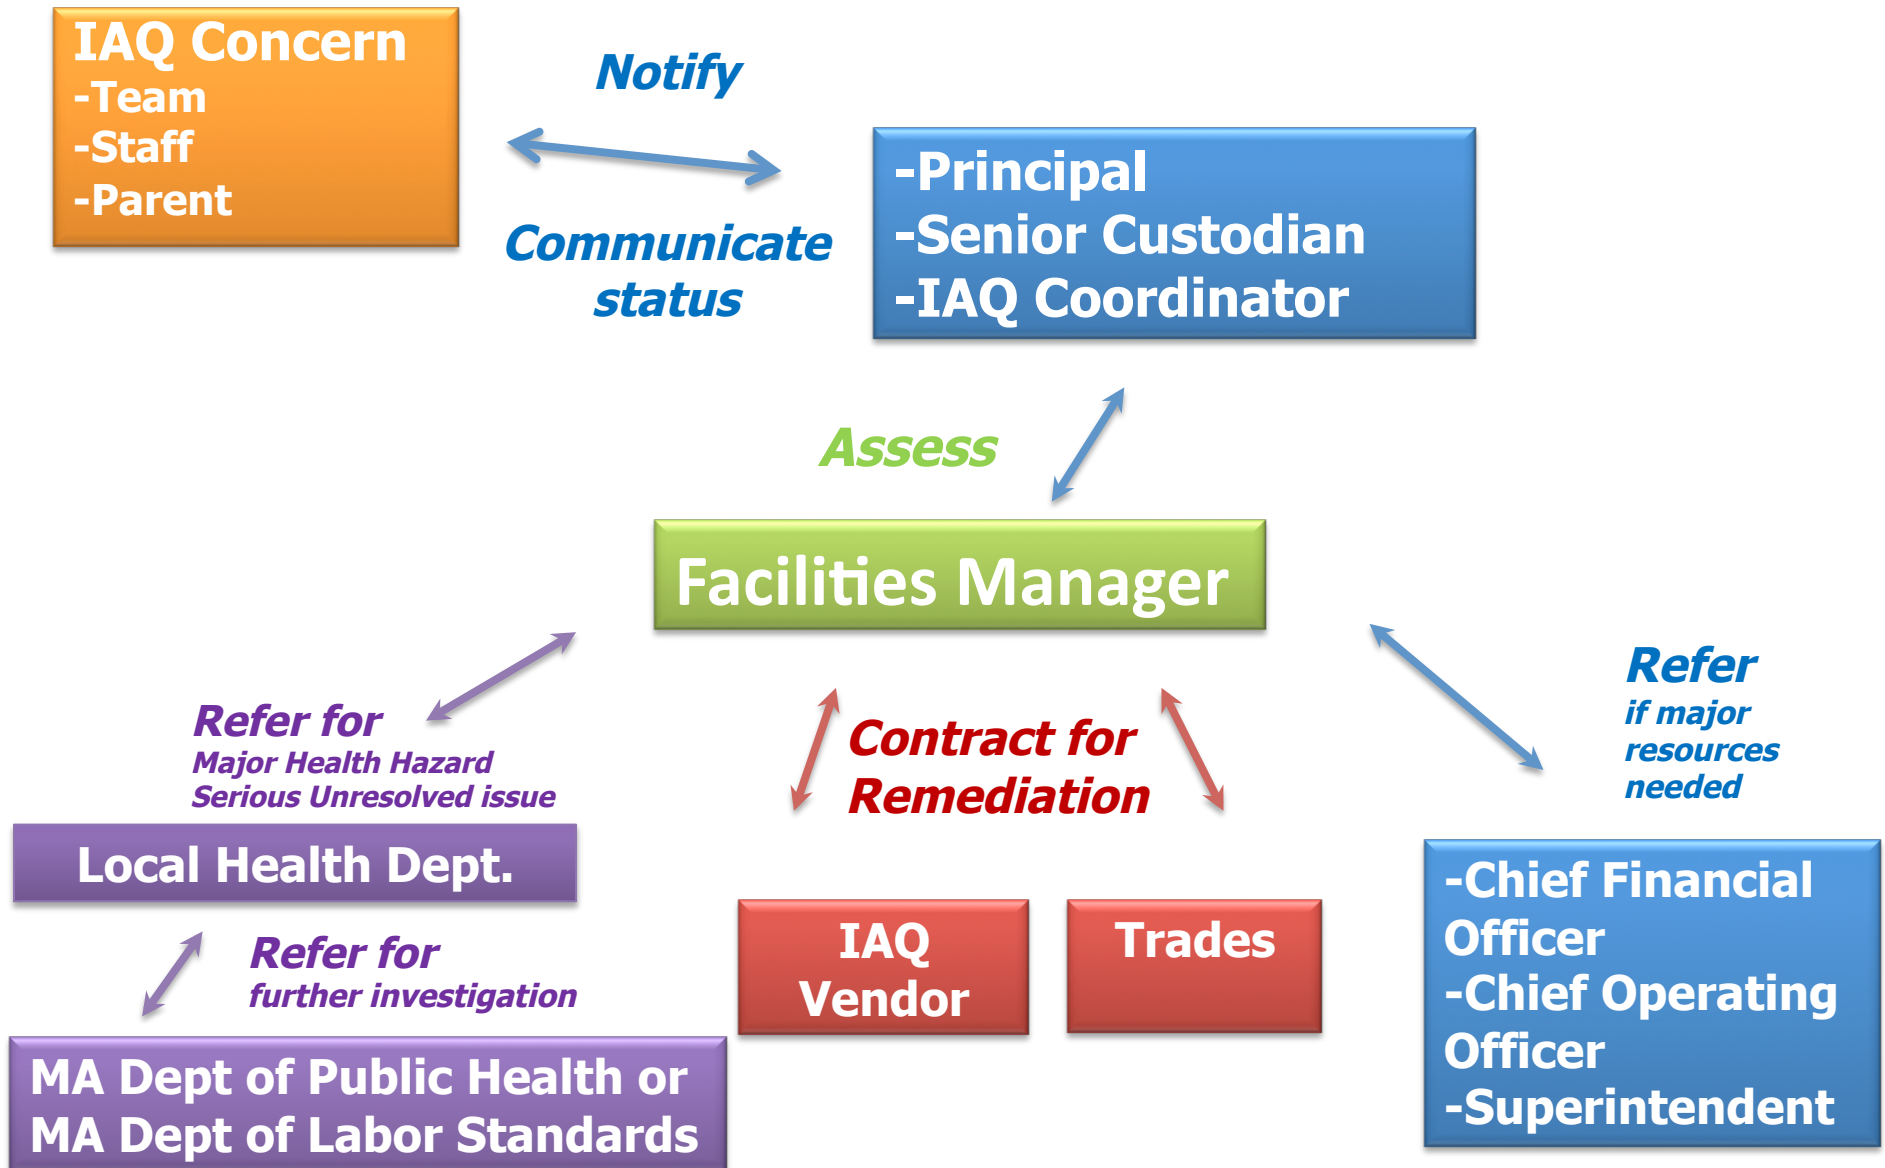 IAQ Concern
-Team
-Staff
-Parent
Notify
Communicate
status
-Principal
-Senior Custodian
-IAQ Coordinator
Assess
Facilities Manager
Refer for
Major Health Hazard
Serious Unresolved issue
Local Health Dept.
Refer for
further investigation
MA Dept of Public Health or
MA Dept of Labor Standards
Contract for
Remediation
IAQ
Vendor
Trades
Refer
if major
resources
needed
-Chief Financial
Officer
-Chief Operating
Officer
-Superintendent